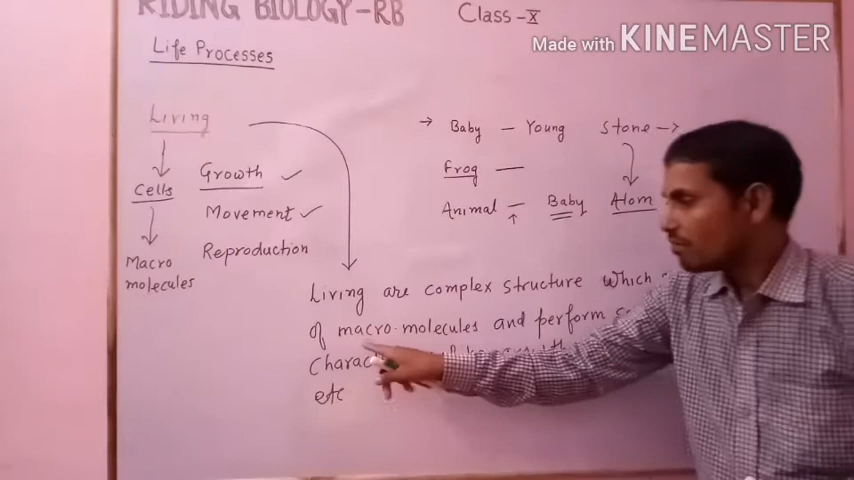 RIDING BIOLOGY-RB Class-X
Made with KINEMASTER
Life Processes
Living
Cells
Macro molecules
Growth ✓
Movement ✓
Reproduction
→ Baby — Young
Frog —
Animal — Baby
↑
Stone →
Atom
Living are complex structure which
of macro-molecules and perform
Charac
etc